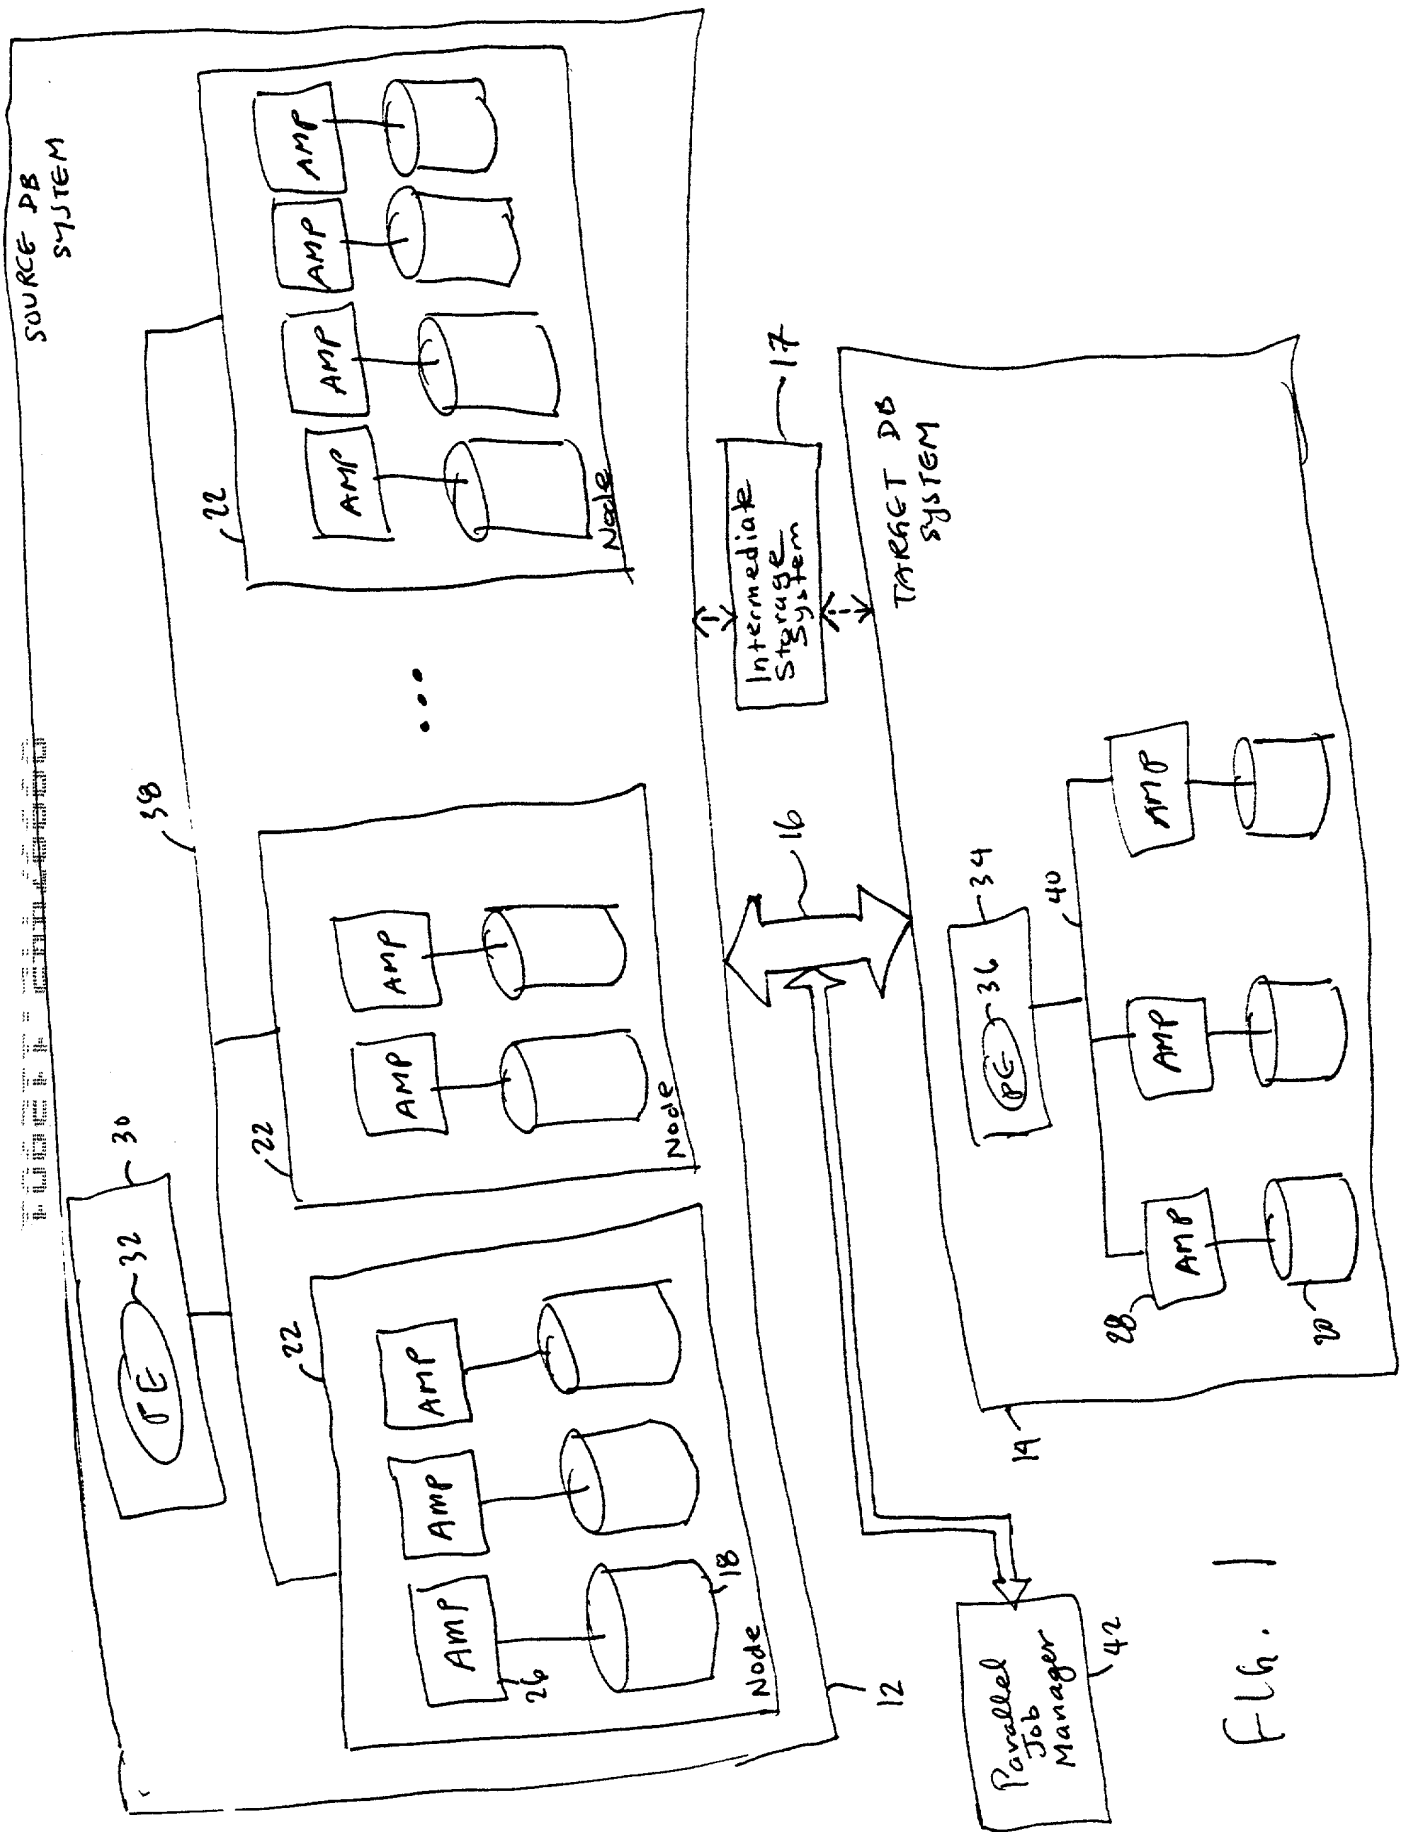 SOURCE DB
SYSTEM
30
PE
32
38
22
AMP
AMP
AMP
26
18
Node
22
AMP
AMP
Node
...
22
AMP
AMP
AMP
AMP
Node
12
16
Intermediate
Storage
System
17
Parallel
Job
Manager
42
14
TARGET DB
SYSTEM
34
PE
36
40
28
AMP
AMP
AMP
20
FIG. 1